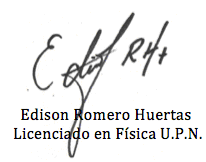 Edison Romero Huertas
Licenciado en Física U.P.N.